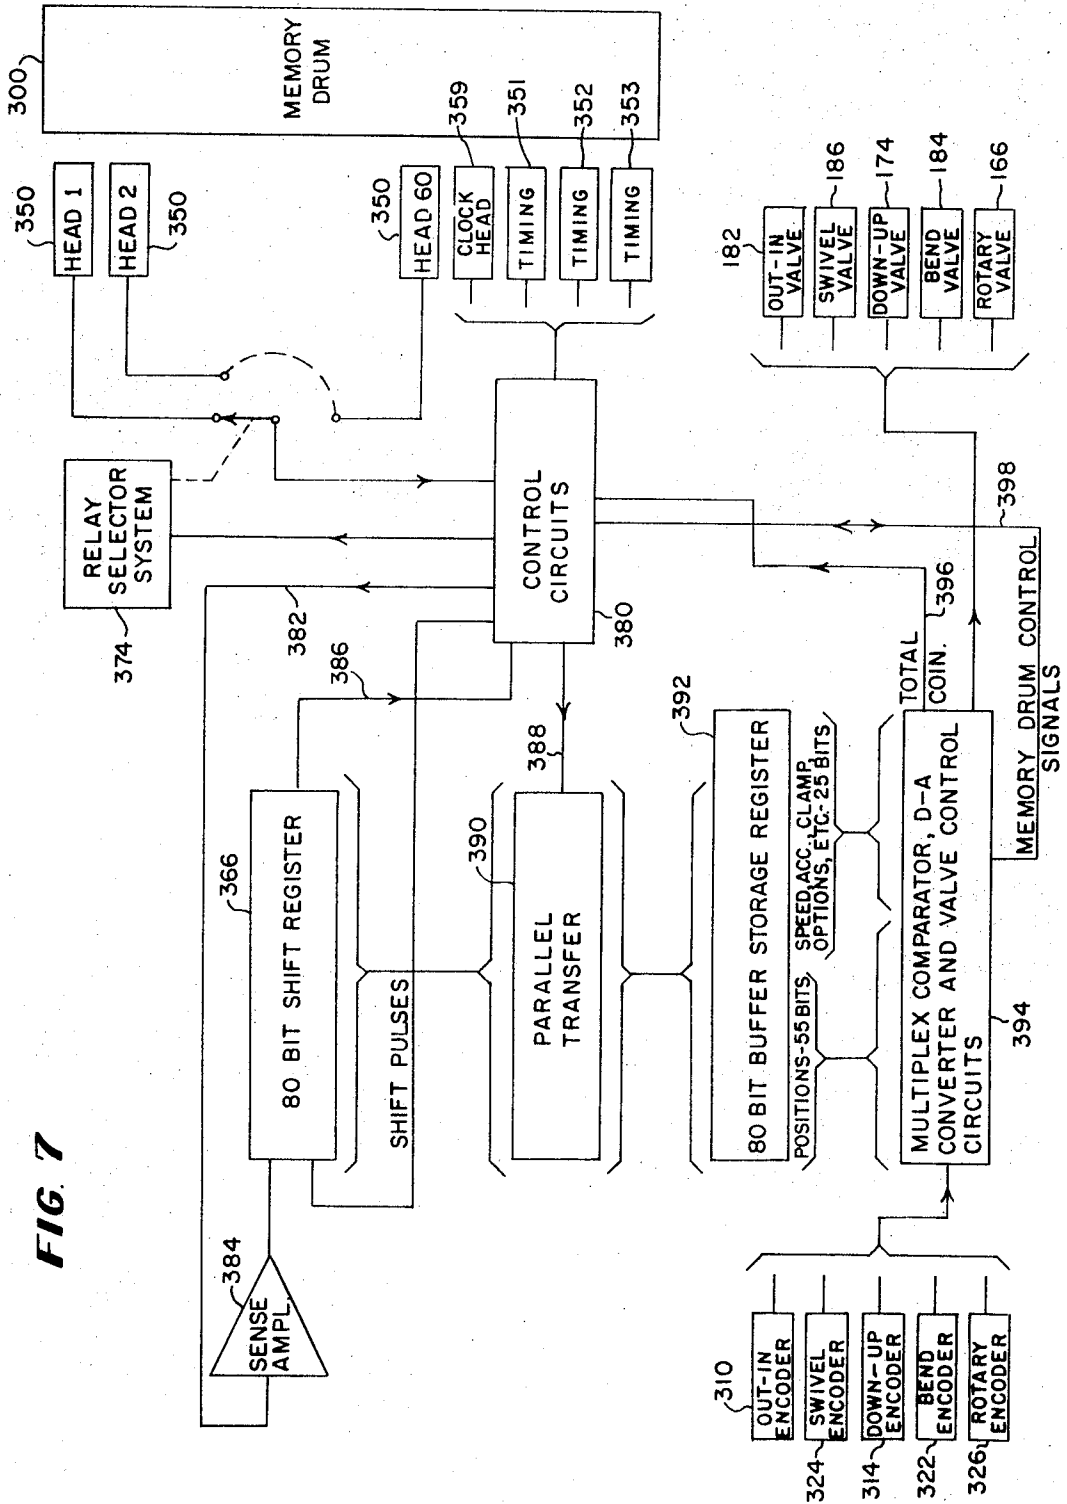 FIG. 7
300
MEMORY
DRUM
350
HEAD 1
HEAD 2
350
350
HEAD 60
CLOCK
HEAD
359
TIMING
351
TIMING
352
TIMING
353
RELAY
SELECTOR
SYSTEM
374
382
386
CONTROL
CIRCUITS
380
384
SENSE
AMPL.
366
80 BIT SHIFT REGISTER
SHIFT PULSES
388
390
PARALLEL
TRANSFER
392
80 BIT BUFFER STORAGE REGISTER
POSITIONS-55 BITS
SPEED, ACC., CLAMP,
OPTIONS, ETC.-25 BITS
TOTAL
COIN.
396
398
MULTIPLEX COMPARATOR, D-A
CONVERTER AND VALVE CONTROL
CIRCUITS
394
MEMORY DRUM CONTROL
SIGNALS
182
OUT-IN
VALVE
SWIVEL
VALVE
186
DOWN-UP
VALVE
174
BEND
VALVE
184
ROTARY
VALVE
166
310
OUT-IN
ENCODER
SWIVEL
ENCODER
324
DOWN-UP
ENCODER
314
BEND
ENCODER
322
ROTARY
ENCODER
326